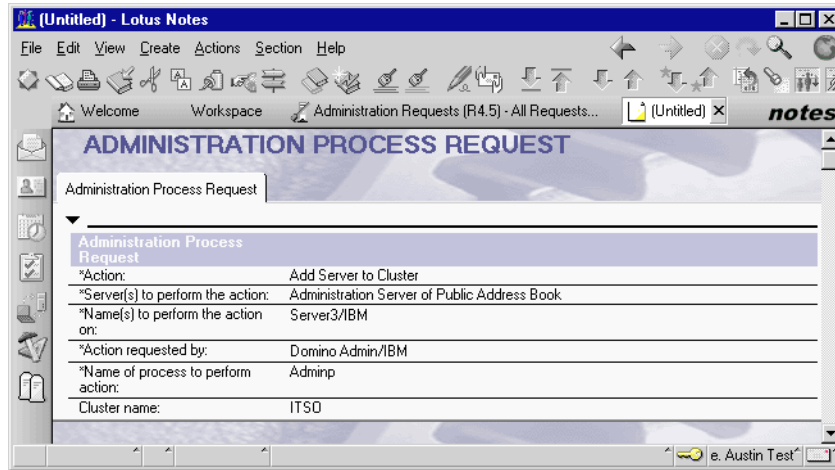 (Untitled) - Lotus Notes
File Edit View Create Actions Section Help
Welcome Workspace Administration Requests (R4.5) - All Requests... (Untitled) notes
ADMINISTRATION PROCESS REQUEST
Administration Process Request
Administration Process
Request
*Action: Add Server to Cluster
*Server(s) to perform the action: Administration Server of Public Address Book
*Name(s) to perform the action
on: Server3/IBM
*Action requested by: Domino Admin/IBM
*Name of process to perform
action: Adminp
Cluster name: ITSO
e. Austin Test